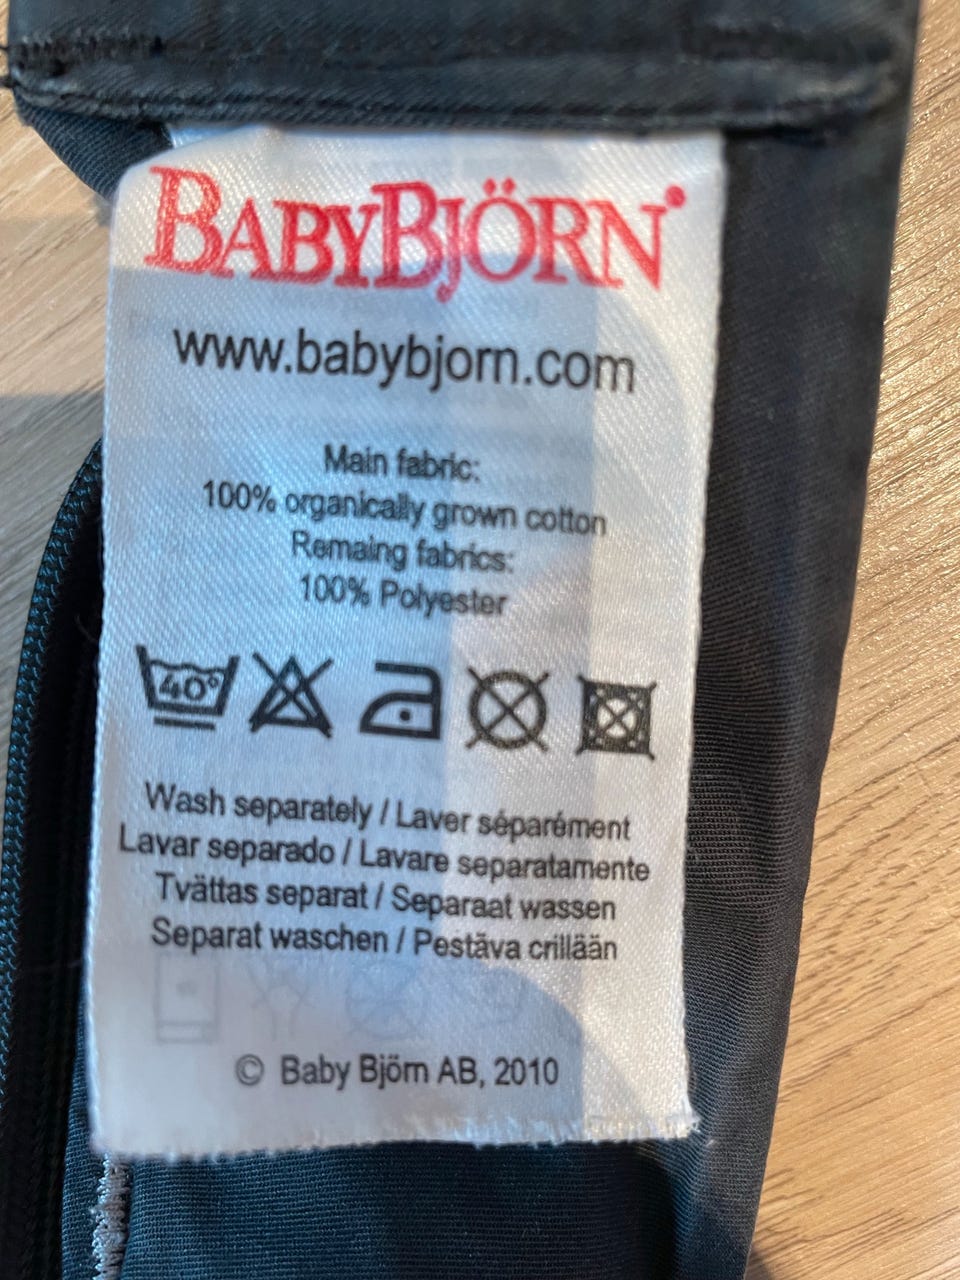 BABYBJÖRN
www.babybjorn.com
Main fabric:
100% organically grown cotton
Remaing fabrics:
100% Polyester
40°
Wash separately / Laver séparément
Lavar separado / Lavare separatamente
Tvättas separat / Separaat wassen
Separat waschen / Pestäva crillään
© Baby Björn AB, 2010